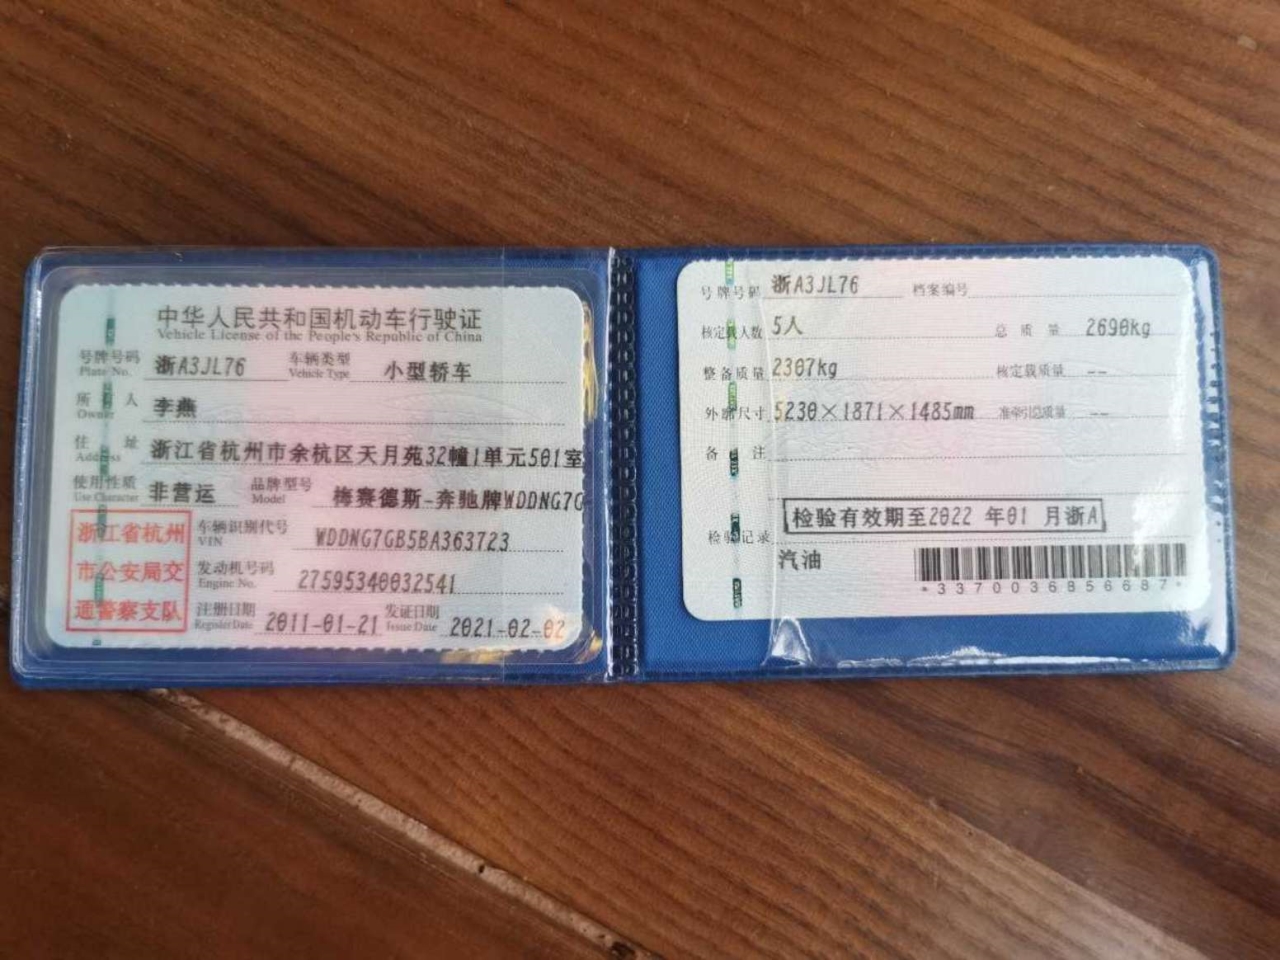 中华人民共和国机动车行驶证
Vehicle License of the People's Republic of China
号牌号码 浙A3JL76 车辆类型 小型轿车
Plate No. Vehicle Type
所有人 李燕
Owner
住址 浙江省杭州市余杭区天月苑32幢1单元501室
Address
使用性质 非营运 品牌型号 梅赛德斯-奔驰牌WDDNG7G
Use Character Model
浙江省杭州
市公安局交
通警察支队
车辆识别代号 WDDNG7GB5BA363723
VIN
发动机号码 27595340032541
Engine No.
注册日期 2011-01-21 发证日期 2021-02-02
Register Date Issue Date
号牌号码 浙A3JL76 档案编号
核定载人数 5人 总质量 2690kg
整备质量 2307kg 核定载质量 --
外廓尺寸 5230×1871×1485mm 准牵引总质量 --
备注
检验有效期至2022 年01 月浙A
检验记录
汽油
*3370036856687*